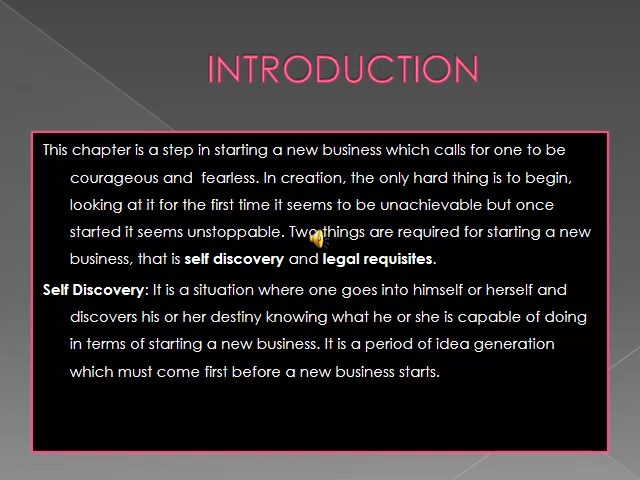 INTRODUCTION
This chapter is a step in starting a new business which calls for one to be
courageous and  fearless. In creation, the only hard thing is to begin,
looking at it for the first time it seems to be unachievable but once
started it seems unstoppable. Two things are required for starting a new
business, that is self discovery and legal requisites.
Self Discovery: It is a situation where one goes into himself or herself and
discovers his or her destiny knowing what he or she is capable of doing
in terms of starting a new business. It is a period of idea generation
which must come first before a new business starts.